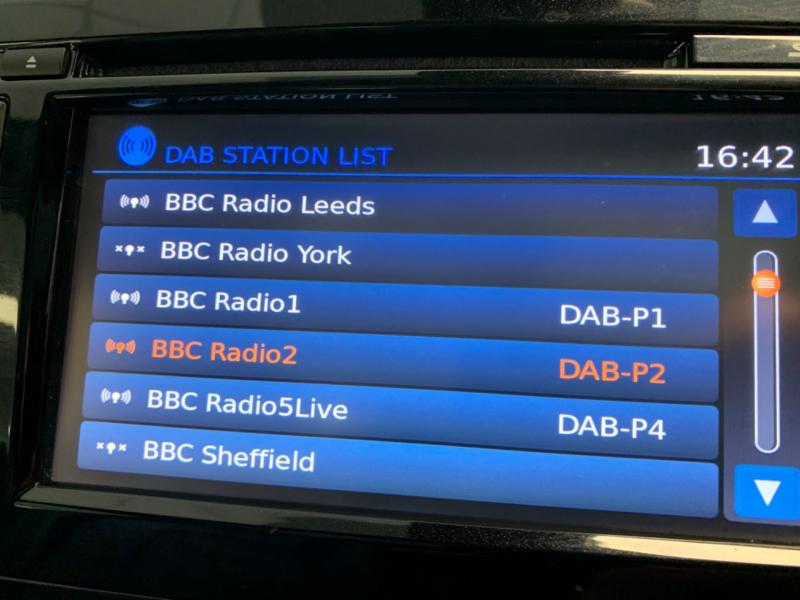 DAB STATION LIST
16:42
BBC Radio Leeds
BBC Radio York
BBC Radio1 DAB-P1
BBC Radio2 DAB-P2
BBC Radio5Live DAB-P4
BBC Sheffield